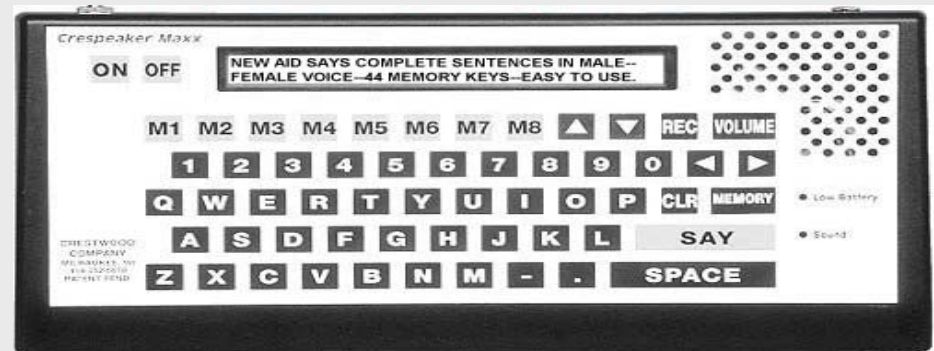 Crespeaker Maxx
ON OFF
NEW AID SAYS COMPLETE SENTENCES IN MALE--
FEMALE VOICE--44 MEMORY KEYS--EASY TO USE.
M1 M2 M3 M4 M5 M6 M7 M8 ▲ ▼ REC VOLUME
1 2 3 4 5 6 7 8 9 0 ◄ ►
Q W E R T Y U I O P CLR MEMORY
Low Battery
A S D F G H J K L SAY
Sound
CRESTWOOD
COMPANY
MILWAUKEE, WI
PATENT PEND
Z X C V B N M - . SPACE